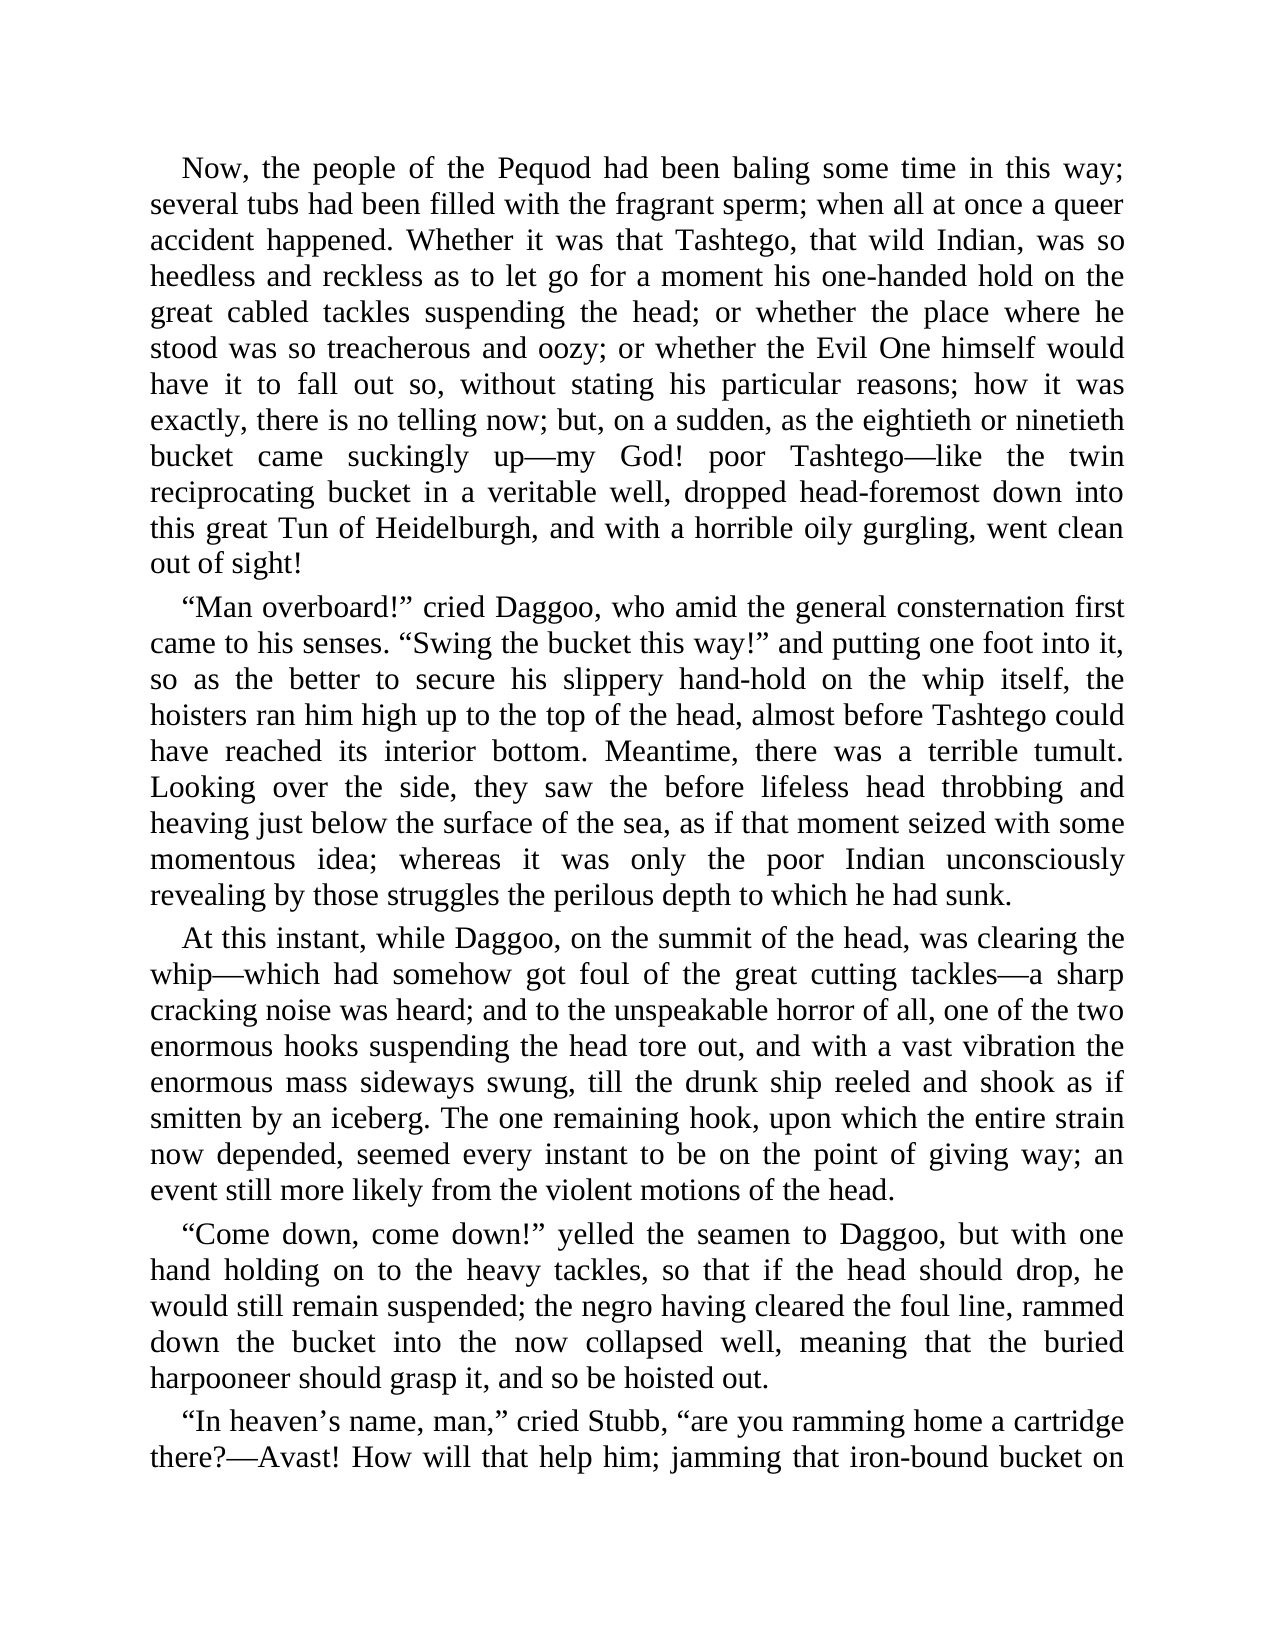 Now, the people of the Pequod had been baling some time in this way;
several tubs had been filled with the fragrant sperm; when all at once a queer
accident happened. Whether it was that Tashtego, that wild Indian, was so
heedless and reckless as to let go for a moment his one-handed hold on the
great cabled tackles suspending the head; or whether the place where he
stood was so treacherous and oozy; or whether the Evil One himself would
have it to fall out so, without stating his particular reasons; how it was
exactly, there is no telling now; but, on a sudden, as the eightieth or ninetieth
bucket came suckingly up—my God! poor Tashtego—like the twin
reciprocating bucket in a veritable well, dropped head-foremost down into
this great Tun of Heidelburgh, and with a horrible oily gurgling, went clean
out of sight!
“Man overboard!” cried Daggoo, who amid the general consternation first
came to his senses. “Swing the bucket this way!” and putting one foot into it,
so as the better to secure his slippery hand-hold on the whip itself, the
hoisters ran him high up to the top of the head, almost before Tashtego could
have reached its interior bottom. Meantime, there was a terrible tumult.
Looking over the side, they saw the before lifeless head throbbing and
heaving just below the surface of the sea, as if that moment seized with some
momentous idea; whereas it was only the poor Indian unconsciously
revealing by those struggles the perilous depth to which he had sunk.
At this instant, while Daggoo, on the summit of the head, was clearing the
whip—which had somehow got foul of the great cutting tackles—a sharp
cracking noise was heard; and to the unspeakable horror of all, one of the two
enormous hooks suspending the head tore out, and with a vast vibration the
enormous mass sideways swung, till the drunk ship reeled and shook as if
smitten by an iceberg. The one remaining hook, upon which the entire strain
now depended, seemed every instant to be on the point of giving way; an
event still more likely from the violent motions of the head.
“Come down, come down!” yelled the seamen to Daggoo, but with one
hand holding on to the heavy tackles, so that if the head should drop, he
would still remain suspended; the negro having cleared the foul line, rammed
down the bucket into the now collapsed well, meaning that the buried
harpooneer should grasp it, and so be hoisted out.
“In heaven’s name, man,” cried Stubb, “are you ramming home a cartridge
there?—Avast! How will that help him; jamming that iron-bound bucket on